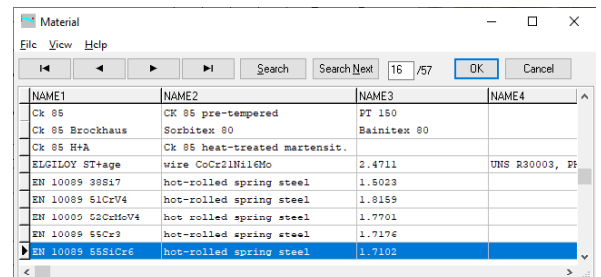 Material
File View Help
Search Search Next 16 /57 OK Cancel
NAME1 NAME2 NAME3 NAME4
Ck 85 CK 85 pre-tempered PT 150
Ck 85 Brockhaus Sorbitex 80 Bainitex 80
Ck 85 H+A Ck 85 heat-treated martensit.
ELGILOY ST+age wire CoCr21Ni16Mo 2.4711 UNS R30003, PH
EN 10089 38Si7 hot-rolled spring steel 1.5023
EN 10089 51CrV4 hot-rolled spring steel 1.8159
EN 10089 52CrMoV4 hot rolled spring steel 1.7701
EN 10089 55Cr3 hot-rolled spring steel 1.7176
EN 10089 55SiCr6 hot-rolled spring steel 1.7102